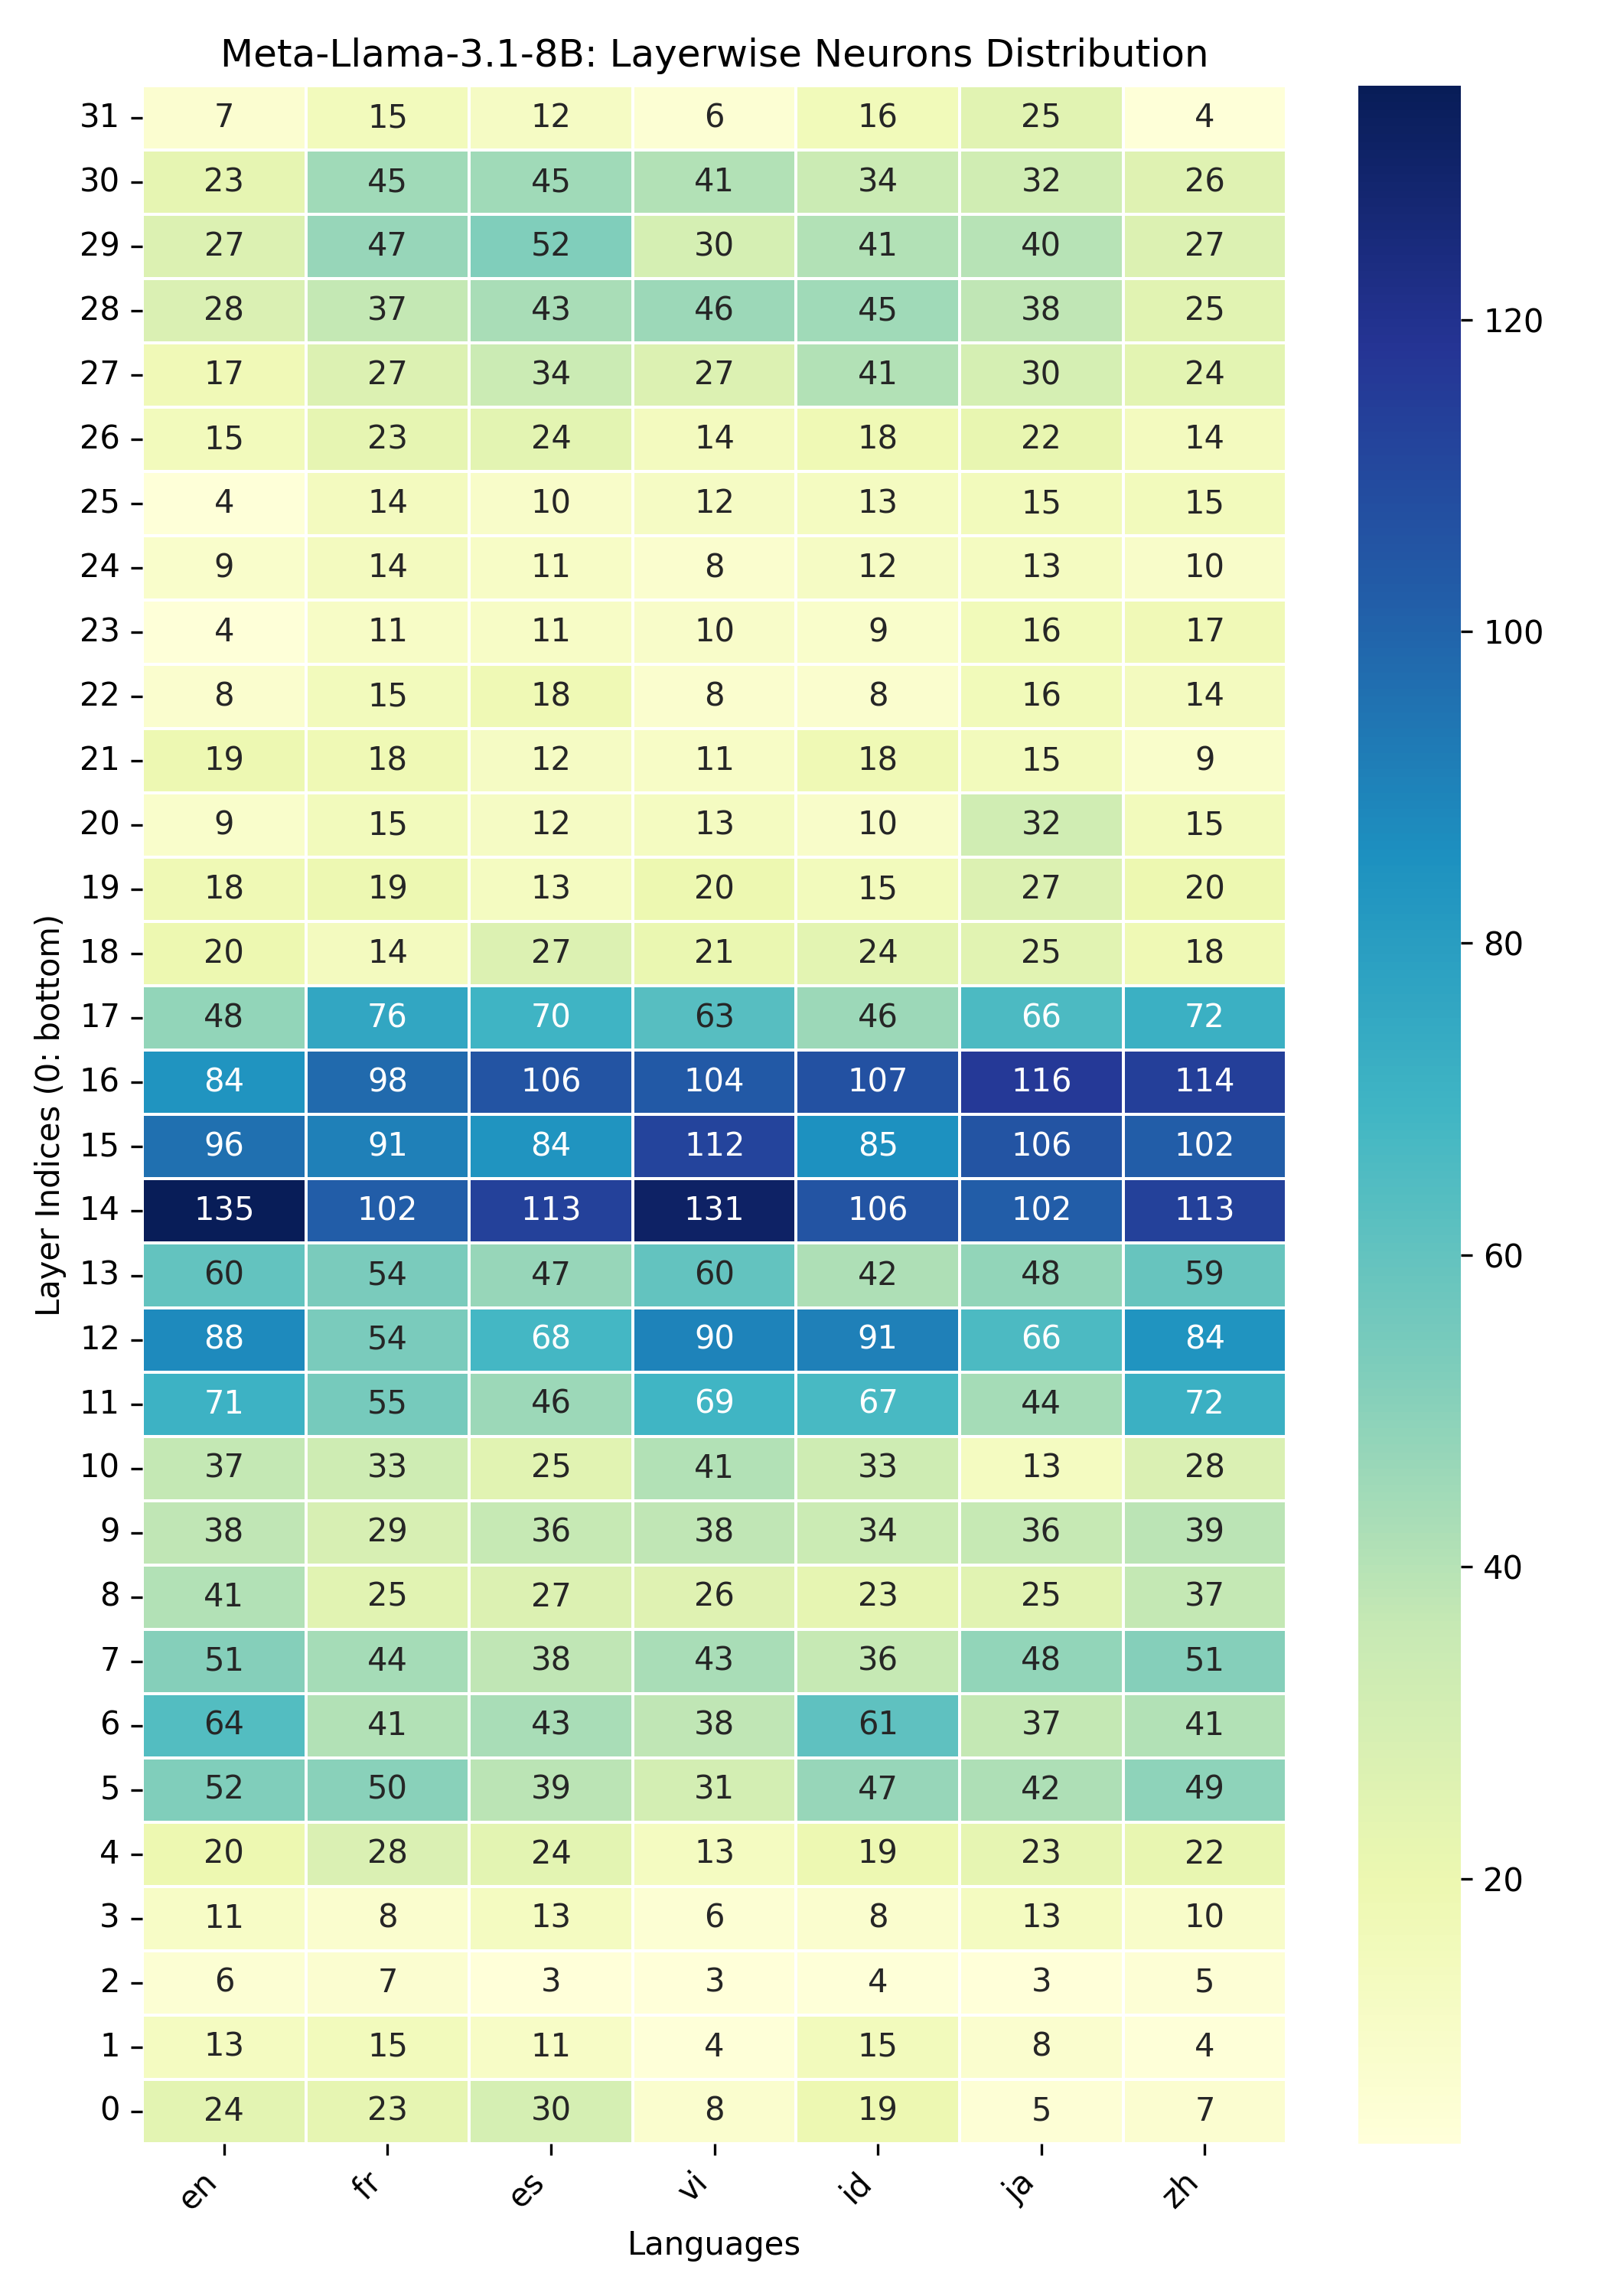 Meta-Llama-3.1-8B: Layerwise Neurons Distribution
31 7 15 12 6 16 25 4
30 23 45 45 41 34 32 26
29 27 47 52 30 41 40 27
28 28 37 43 46 45 38 25
27 17 27 34 27 41 30 24
26 15 23 24 14 18 22 14
25 4 14 10 12 13 15 15
24 9 14 11 8 12 13 10
23 4 11 11 10 9 16 17
22 8 15 18 8 8 16 14
21 19 18 12 11 18 15 9
20 9 15 12 13 10 32 15
19 18 19 13 20 15 27 20
18 20 14 27 21 24 25 18
17 48 76 70 63 46 66 72
16 84 98 106 104 107 116 114
15 96 91 84 112 85 106 102
14 135 102 113 131 106 102 113
13 60 54 47 60 42 48 59
12 88 54 68 90 91 66 84
11 71 55 46 69 67 44 72
10 37 33 25 41 33 13 28
9 38 29 36 38 34 36 39
8 41 25 27 26 23 25 37
7 51 44 38 43 36 48 51
6 64 41 43 38 61 37 41
5 52 50 39 31 47 42 49
4 20 28 24 13 19 23 22
3 11 8 13 6 8 13 10
2 6 7 3 3 4 3 5
1 13 15 11 4 15 8 4
0 24 23 30 8 19 5 7
en fr es vi id ja zh
Languages
Layer Indices (0: bottom)
120
100
80
60
40
20